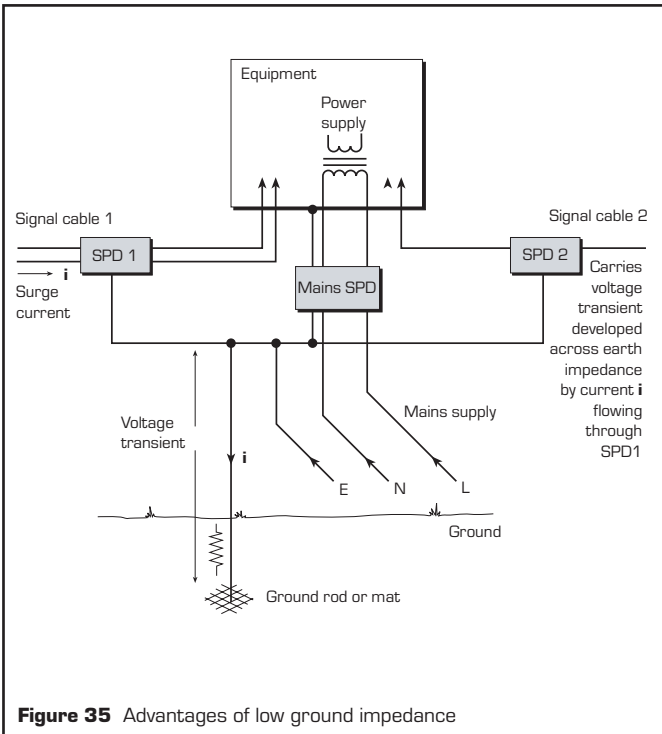 Equipment
Power
supply
Signal cable 1
Signal cable 2
SPD 1
SPD 2
i
Surge
current
Mains SPD
Carries
voltage
transient
developed
across earth
impedance
by current i
flowing
through
SPD1
Voltage
transient
i
Mains supply
E
N
L
Ground
Ground rod or mat
Figure 35 Advantages of low ground impedance